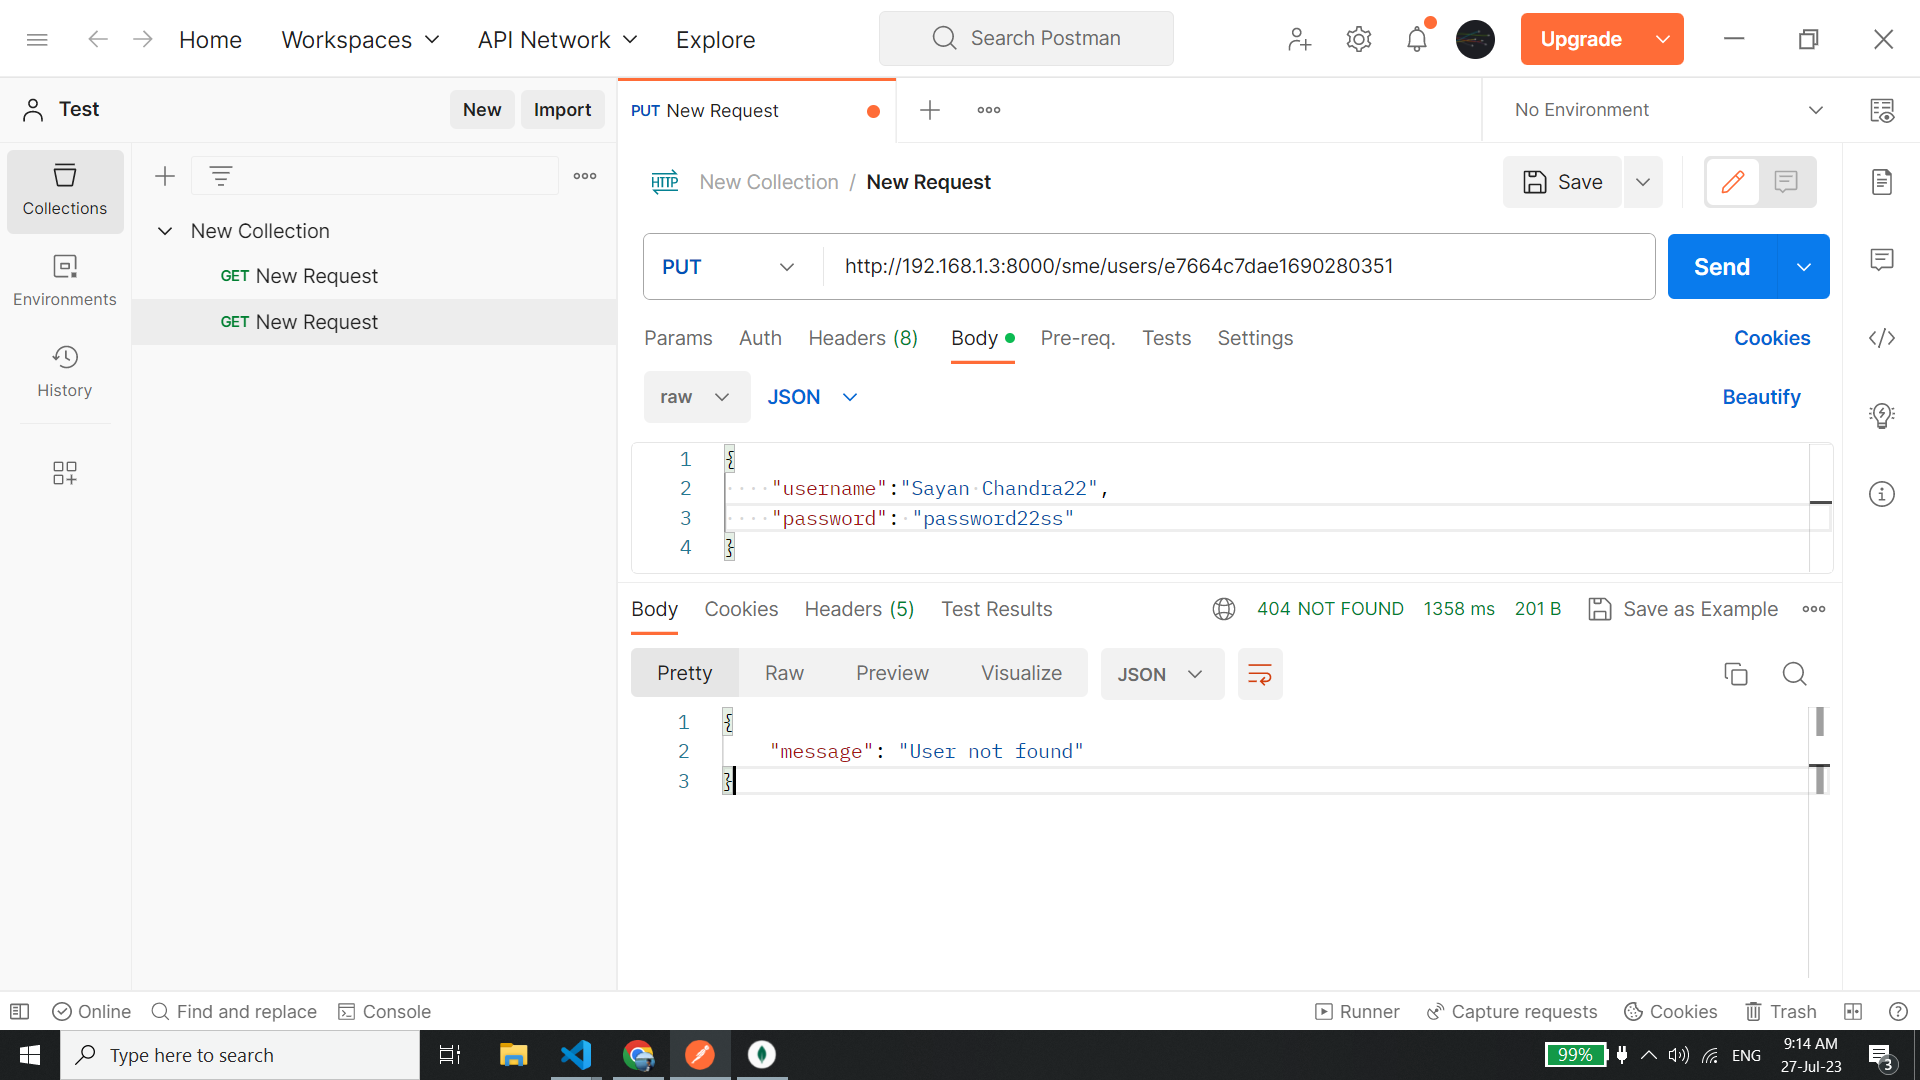 Home Workspaces API Network Explore Search Postman Upgrade
Test New Import PUT New Request No Environment
Collections
New Collection / New Request Save
New Collection
GET New Request
GET New Request
Environments
History
PUT http://192.168.1.3:8000/sme/users/e7664c7dae1690280351 Send
Params Auth Headers (8) Body Pre-req. Tests Settings Cookies
raw JSON Beautify
1 {
2 "username":"Sayan Chandra22",
3 "password": "password22ss"
4 }
Body Cookies Headers (5) Test Results 404 NOT FOUND 1358 ms 201 B Save as Example
Pretty Raw Preview Visualize JSON
1 {
2 "message": "User not found"
3 }
Online Find and replace Console Runner Capture requests Cookies Trash
Type here to search 99% ENG 9:14 AM
27-Jul-23 3